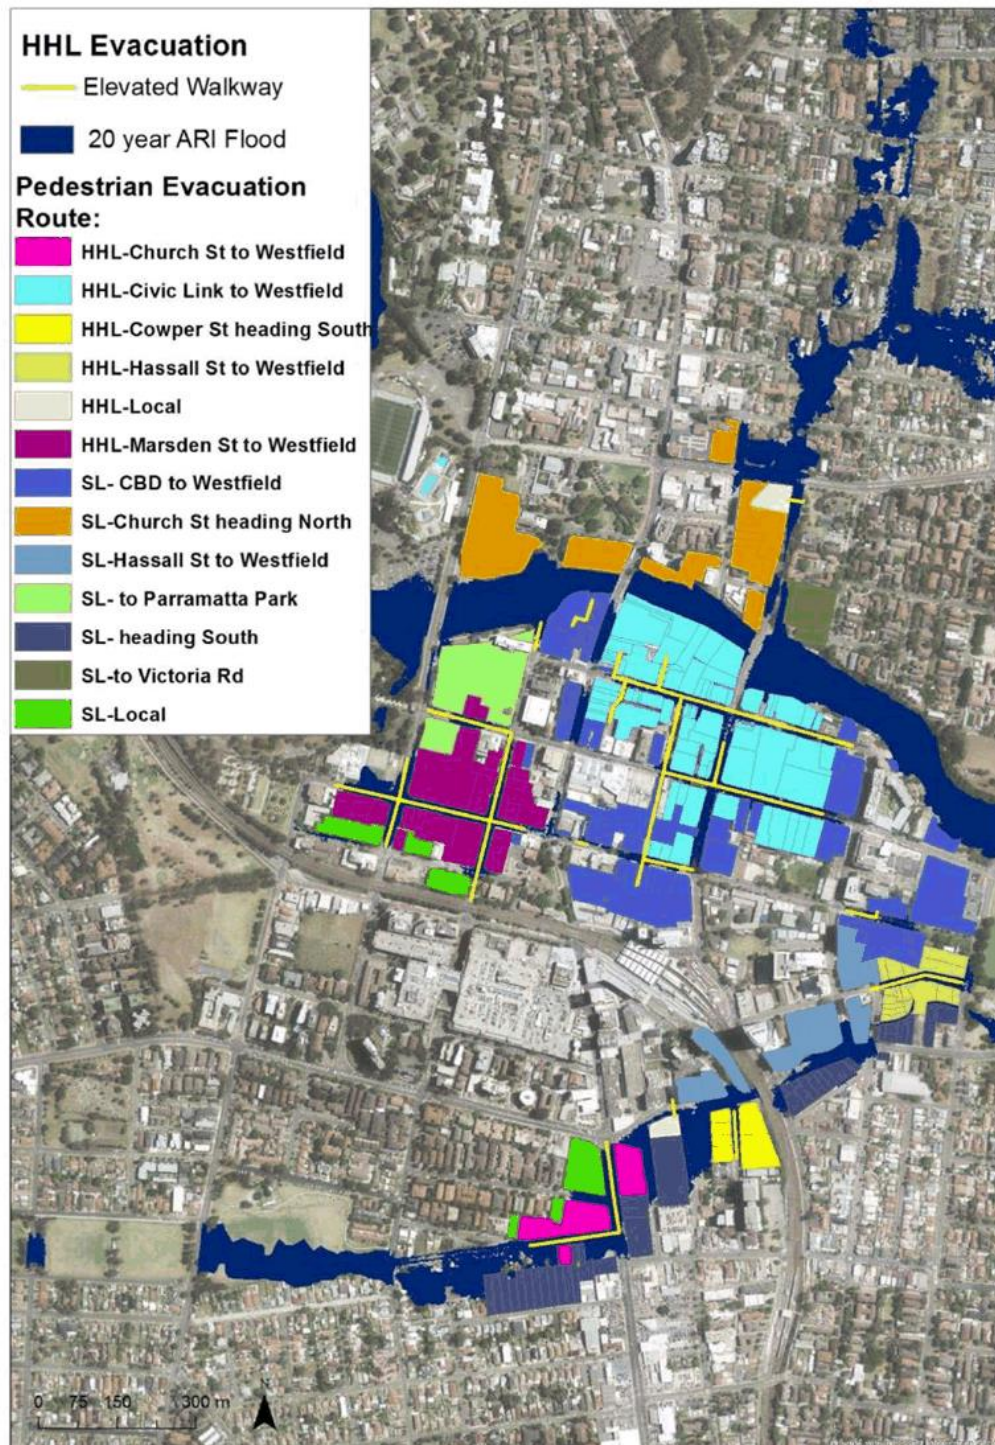 HHL Evacuation
Elevated Walkway
20 year ARI Flood
Pedestrian Evacuation
Route:
HHL-Church St to Westfield
HHL-Civic Link to Westfield
HHL-Cowper St heading South
HHL-Hassall St to Westfield
HHL-Local
HHL-Marsden St to Westfield
SL- CBD to Westfield
SL-Church St heading North
SL-Hassall St to Westfield
SL- to Parramatta Park
SL- heading South
SL-to Victoria Rd
SL-Local
0 75 150 300 m
N